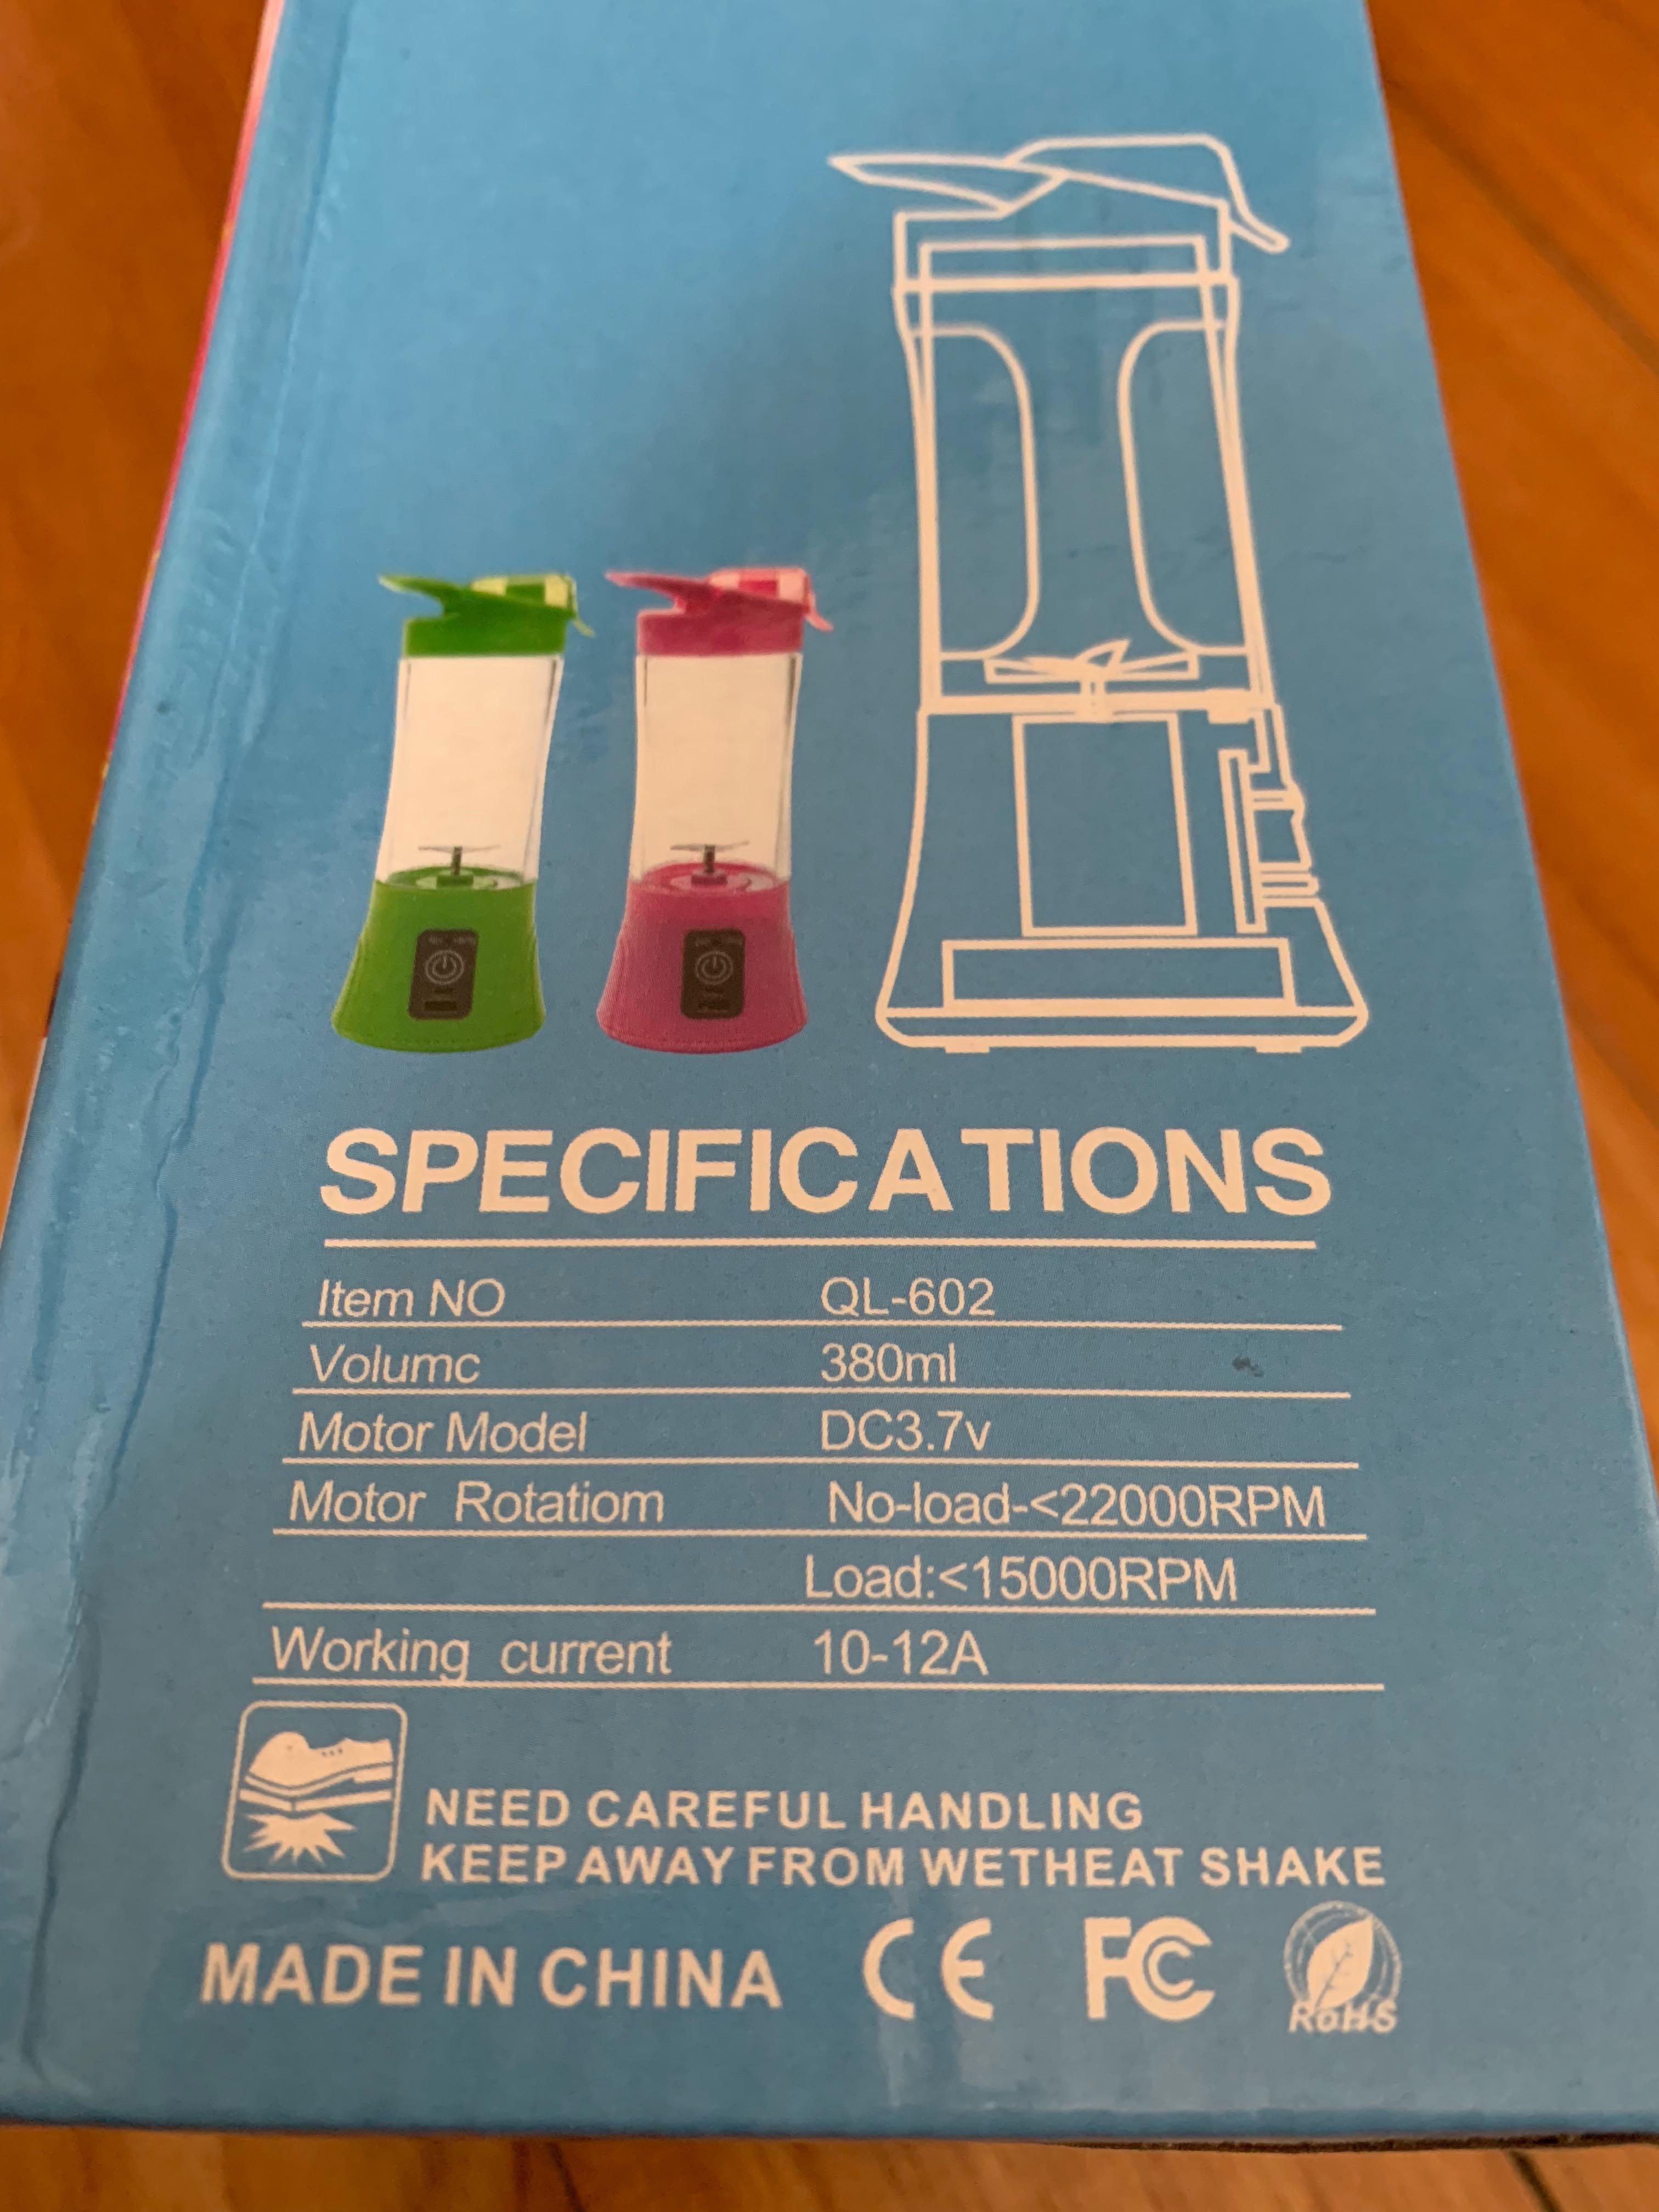 SPECIFICATIONS
Item NO QL-602
Volumc 380ml
Motor Model DC3.7v
Motor Rotatiom No-load-<22000RPM
Load:<15000RPM
Working current 10-12A
NEED CAREFUL HANDLING
KEEP AWAY FROM WETHEAT SHAKE
MADE IN CHINA CE FC RoHS